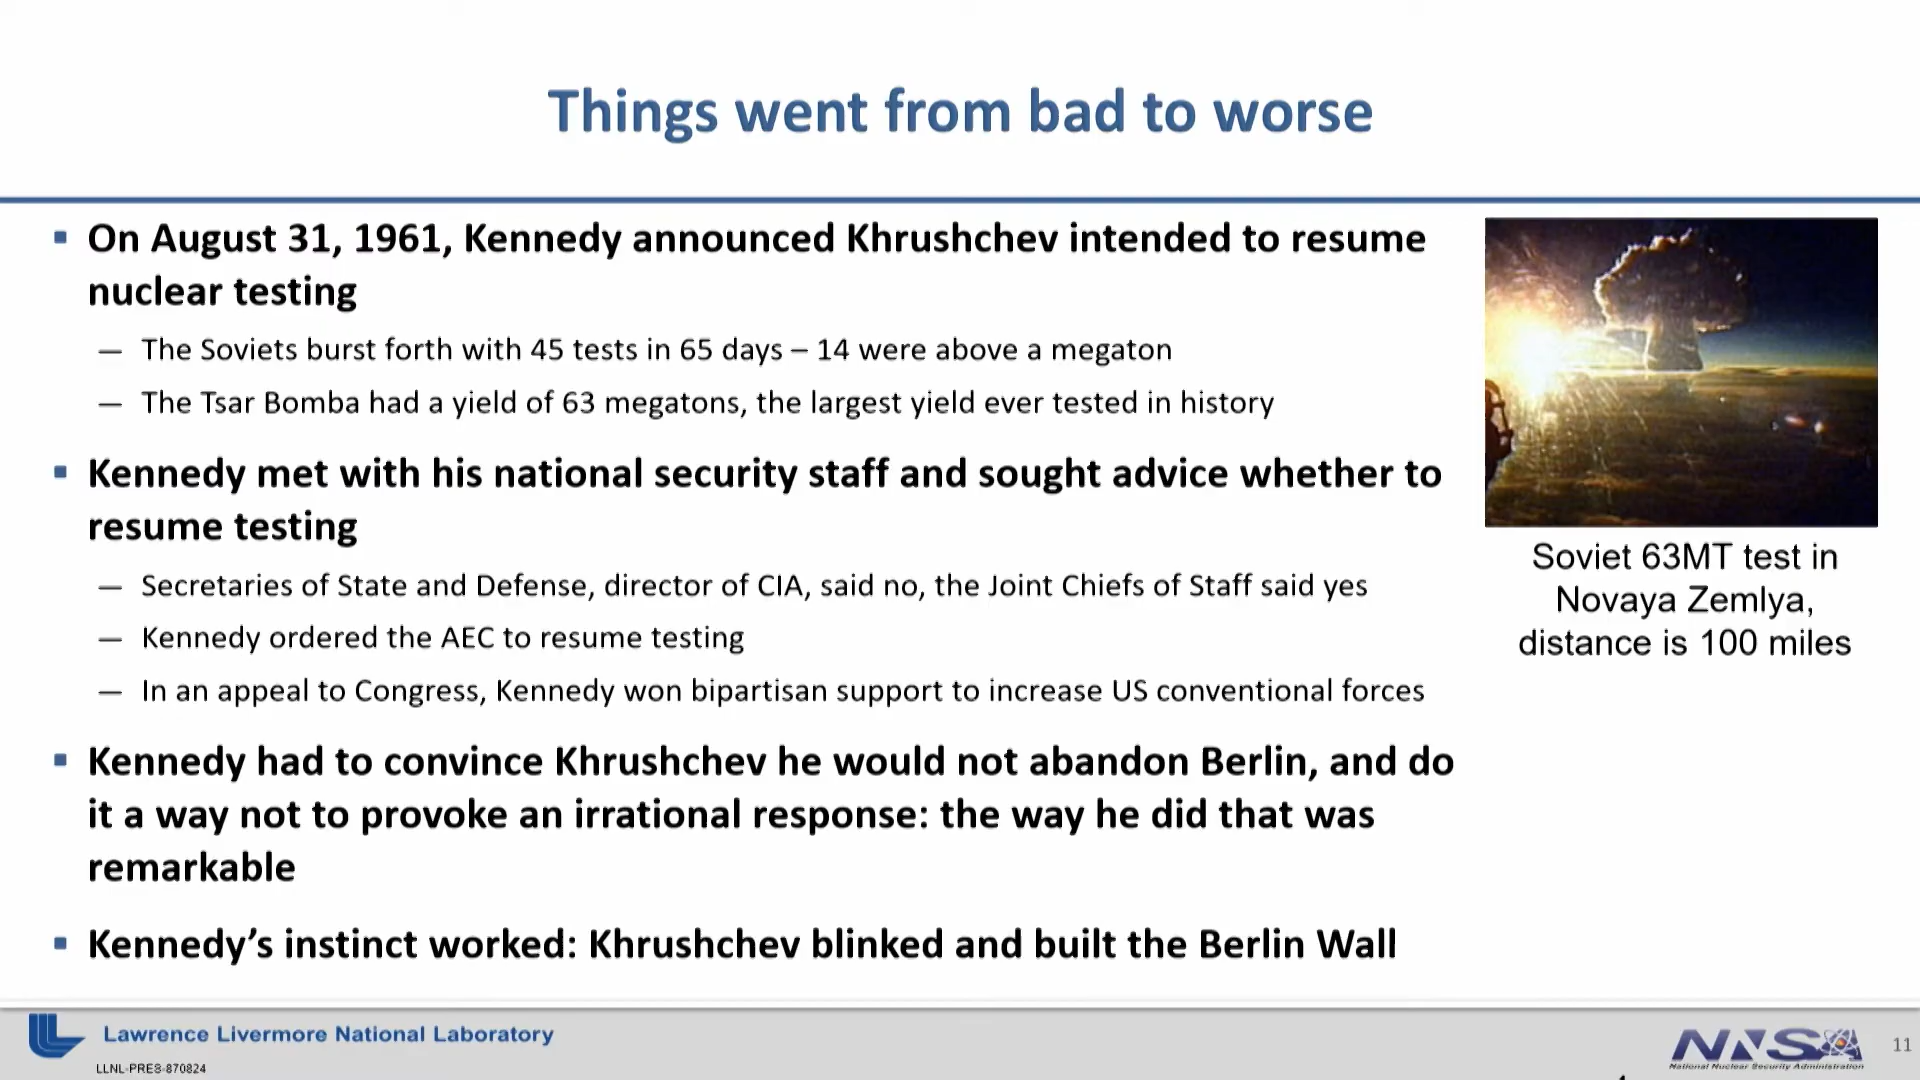 Things went from bad to worse
▪ On August 31, 1961, Kennedy announced Khrushchev intended to resume
nuclear testing
— The Soviets burst forth with 45 tests in 65 days – 14 were above a megaton
— The Tsar Bomba had a yield of 63 megatons, the largest yield ever tested in history
▪ Kennedy met with his national security staff and sought advice whether to
resume testing
— Secretaries of State and Defense, director of CIA, said no, the Joint Chiefs of Staff said yes
— Kennedy ordered the AEC to resume testing
— In an appeal to Congress, Kennedy won bipartisan support to increase US conventional forces
▪ Kennedy had to convince Khrushchev he would not abandon Berlin, and do
it a way not to provoke an irrational response: the way he did that was
remarkable
▪ Kennedy’s instinct worked: Khrushchev blinked and built the Berlin Wall
Soviet 63MT test in
Novaya Zemlya,
distance is 100 miles
Lawrence Livermore National Laboratory
LLNL-PRES-870824
NNSA
National Nuclear Security Administration
11